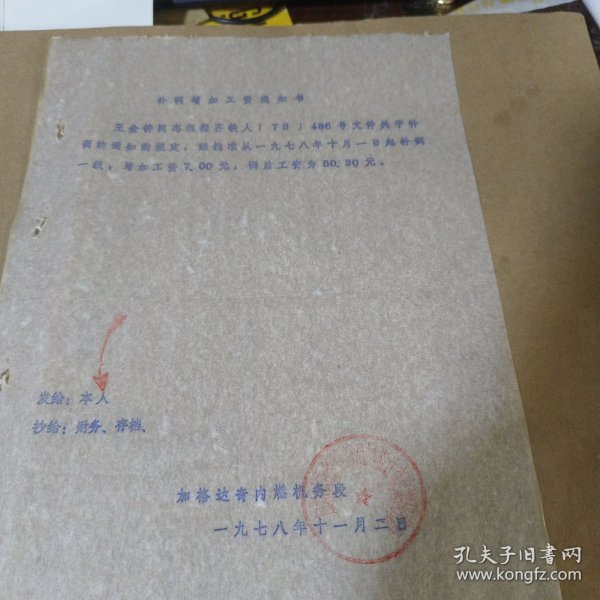 补调增加工资通知书
王金铸同志根据齐铁人[78]486号文件关于补
调的通知的规定,经批准从一九七八年十月一日起补调
一级,增加工资7.00元,调后工资为50.30元。
发给:本人
抄给:财务、存档、
加格达奇内燃机务段
一九七八年十一月二日
孔夫子旧书网
www.kongfz.com